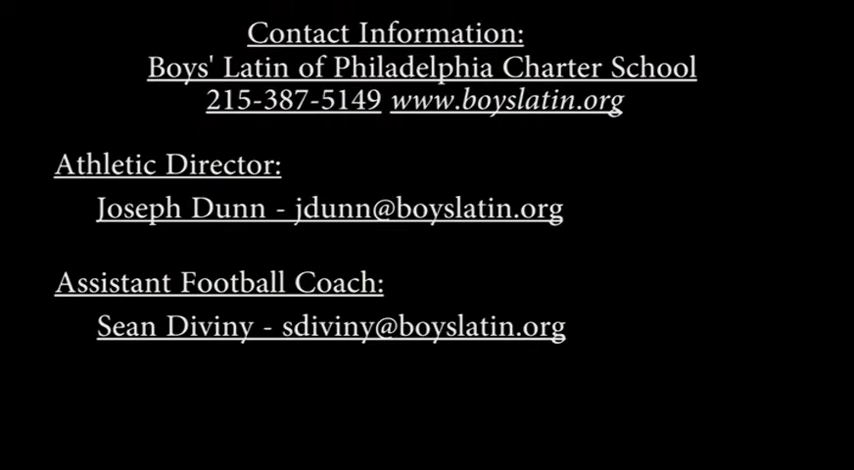 Contact Information:
Boys' Latin of Philadelphia Charter School
215-387-5149 www.boyslatin.org
Athletic Director:
Joseph Dunn - jdunn@boyslatin.org
Assistant Football Coach:
Sean Diviny - sdiviny@boyslatin.org